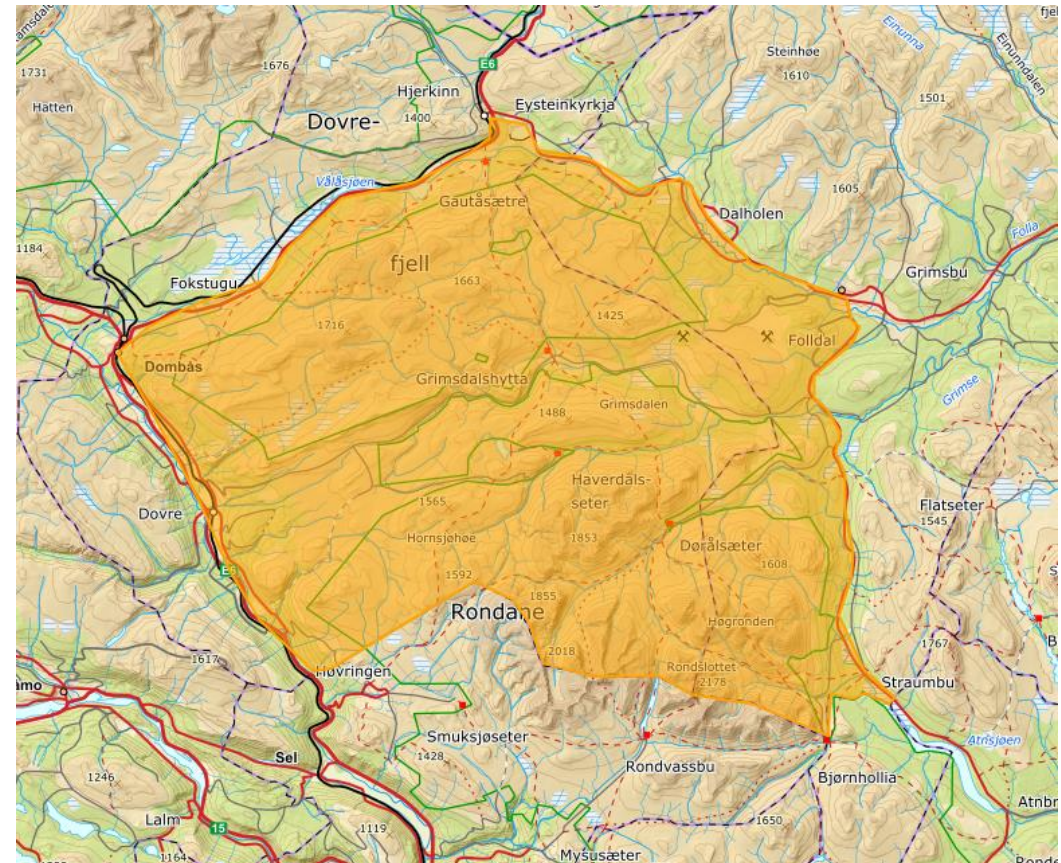 1731
1676
E6
Steinhøe
1610
Einunna
Einunndalen
Hatten
Hjerkinn
1400
Eysteinkyrkja
1501
Dovre-
Vålåsjøen
Gautåsætre
1605
Dalholen
Folla
1184
Fokstugu
fjell
1663
Grimsbu
1716
1425
Folldal
Dombås
Grimsdalshytta
Grimsdalen
1488
Grimse
Haverdals-
seter
Dovre
1565
Hornsjøhøe
1853
Dørålsæter
1608
Flatseter
1545
E6
1592
1855
Rondane
Høgronden
1617
2018
Rondslottet
2178
1767
Høvringen
Straumbu
Smuksjøseter
1428
Sel
Rondvassbu
Atnsjøen
Bjørnhollia
1246
Lalm
15
1119
1650
Atnbr
1164
Mysusæter